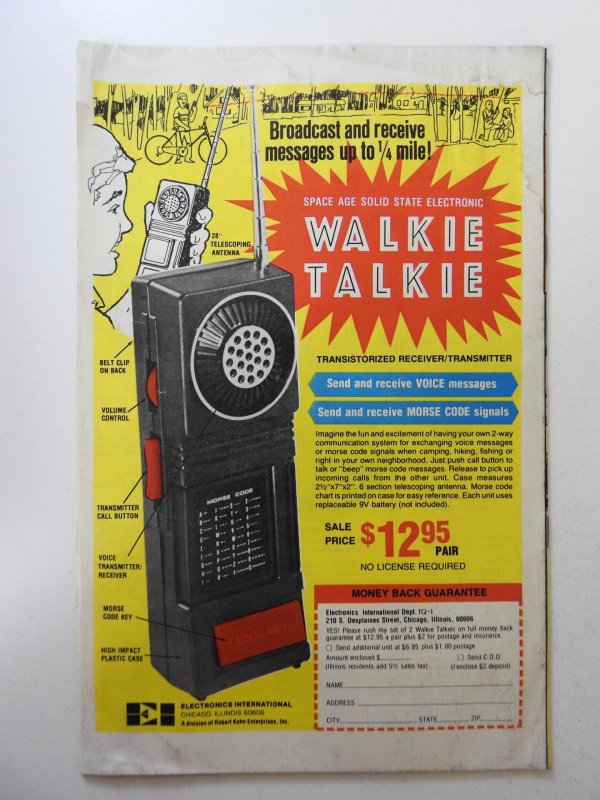 Broadcast and receive
messages up to 1/4 mile!
SPACE AGE SOLID STATE ELECTRONIC
WALKIE
TALKIE
28"
TELESCOPING
ANTENNA
BELT CLIP
ON BACK
VOLUME
CONTROL
TRANSMITTER
CALL BUTTON
VOICE
TRANSMITTER/
RECEIVER
MORSE
CODE KEY
HIGH IMPACT
PLASTIC CASE
MORSE CODE
CODE KEY
TRANSISTORIZED RECEIVER/TRANSMITTER
Send and receive VOICE messages
Send and receive MORSE CODE signals
Imagine the fun and excitement of having your own 2-way
communication system for exchanging voice messages
or morse code signals when camping, hiking, fishing or
right in your own neighborhood. Just push call button to
talk or "beep" morse code messages. Release to pick up
incoming calls from the other unit. Case measures
2½"x7"x2". 6 section telescoping antenna. Morse code
chart is printed on case for easy reference. Each unit uses
replaceable 9V battery (not included).
SALE
PRICE $12.95
PAIR
NO LICENSE REQUIRED
MONEY BACK GUARANTEE
Electronics International Dept. TQ-1
210 S. Desplaines Street, Chicago, Illinois, 60606
YES! Please rush my set of 2 Walkie Talkies on full money back
guarantee at $12.95 a pair plus $2 for postage and insurance.
☐ Send additional unit at $6.95 plus $1.00 postage
Amount enclosed $ ☐ Send C.O.D
(Illinois residents add 5% sales tax) (I enclose $2 deposit)
NAME
ADDRESS
CITY STATE ZIP
EI ELECTRONICS INTERNATIONAL
CHICAGO, ILLINOIS 60606
A division of Robert Kahn Enterprises, Inc.